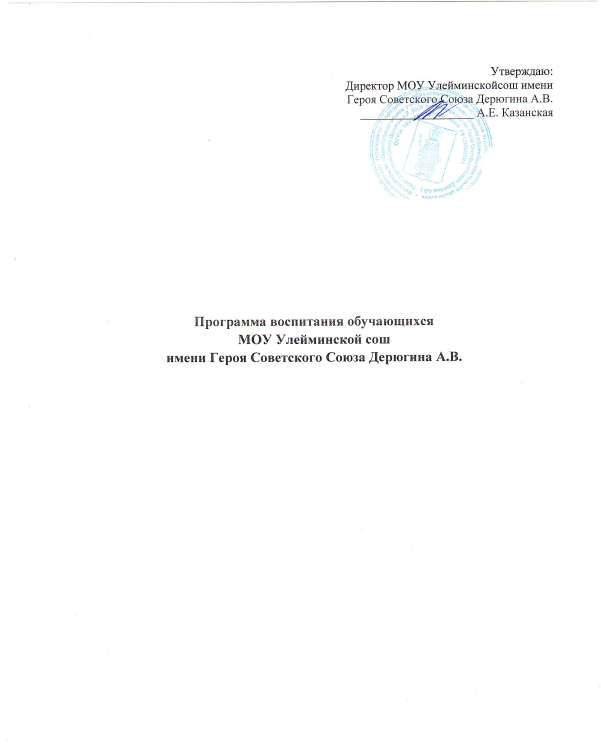 Утверждаю:
Директор МОУ Улейминскойсош имени
Героя Советского Союза Дерюгина А.В.
___________________ А.Е. Казанская
Программа воспитания обучающихся
МОУ Улейминской сош
имени Героя Советского Союза Дерюгина А.В.